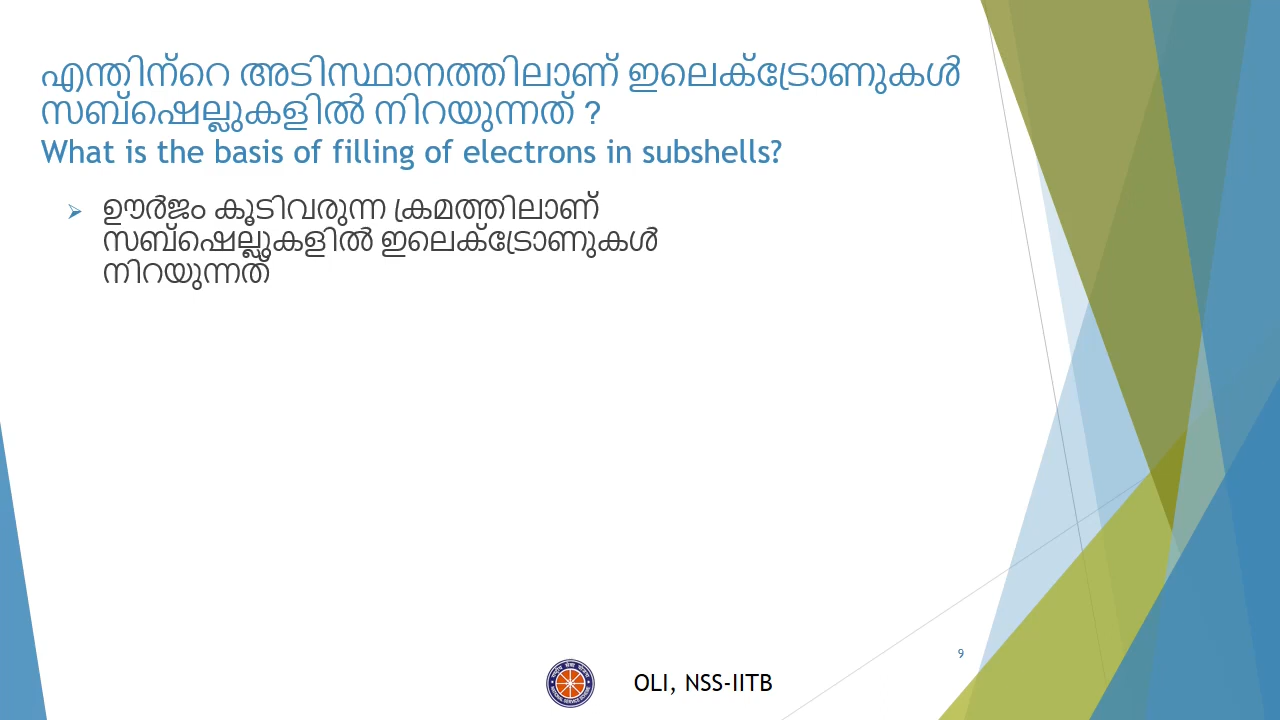 എന്തിന്റെ അടിസ്ഥാനത്തിലാണ് ഇലെക്ട്രോണുകൾ
സബ്ഷെല്ലുകളിൽ നിറയുന്നത് ?
What is the basis of filling of electrons in subshells?
ഊർജം കൂടിവരുന്ന ക്രമത്തിലാണ്
സബ്ഷെല്ലുകളിൽ ഇലെക്ട്രോണുകൾ
നിറയുന്നത്
9
OLI, NSS-IITB